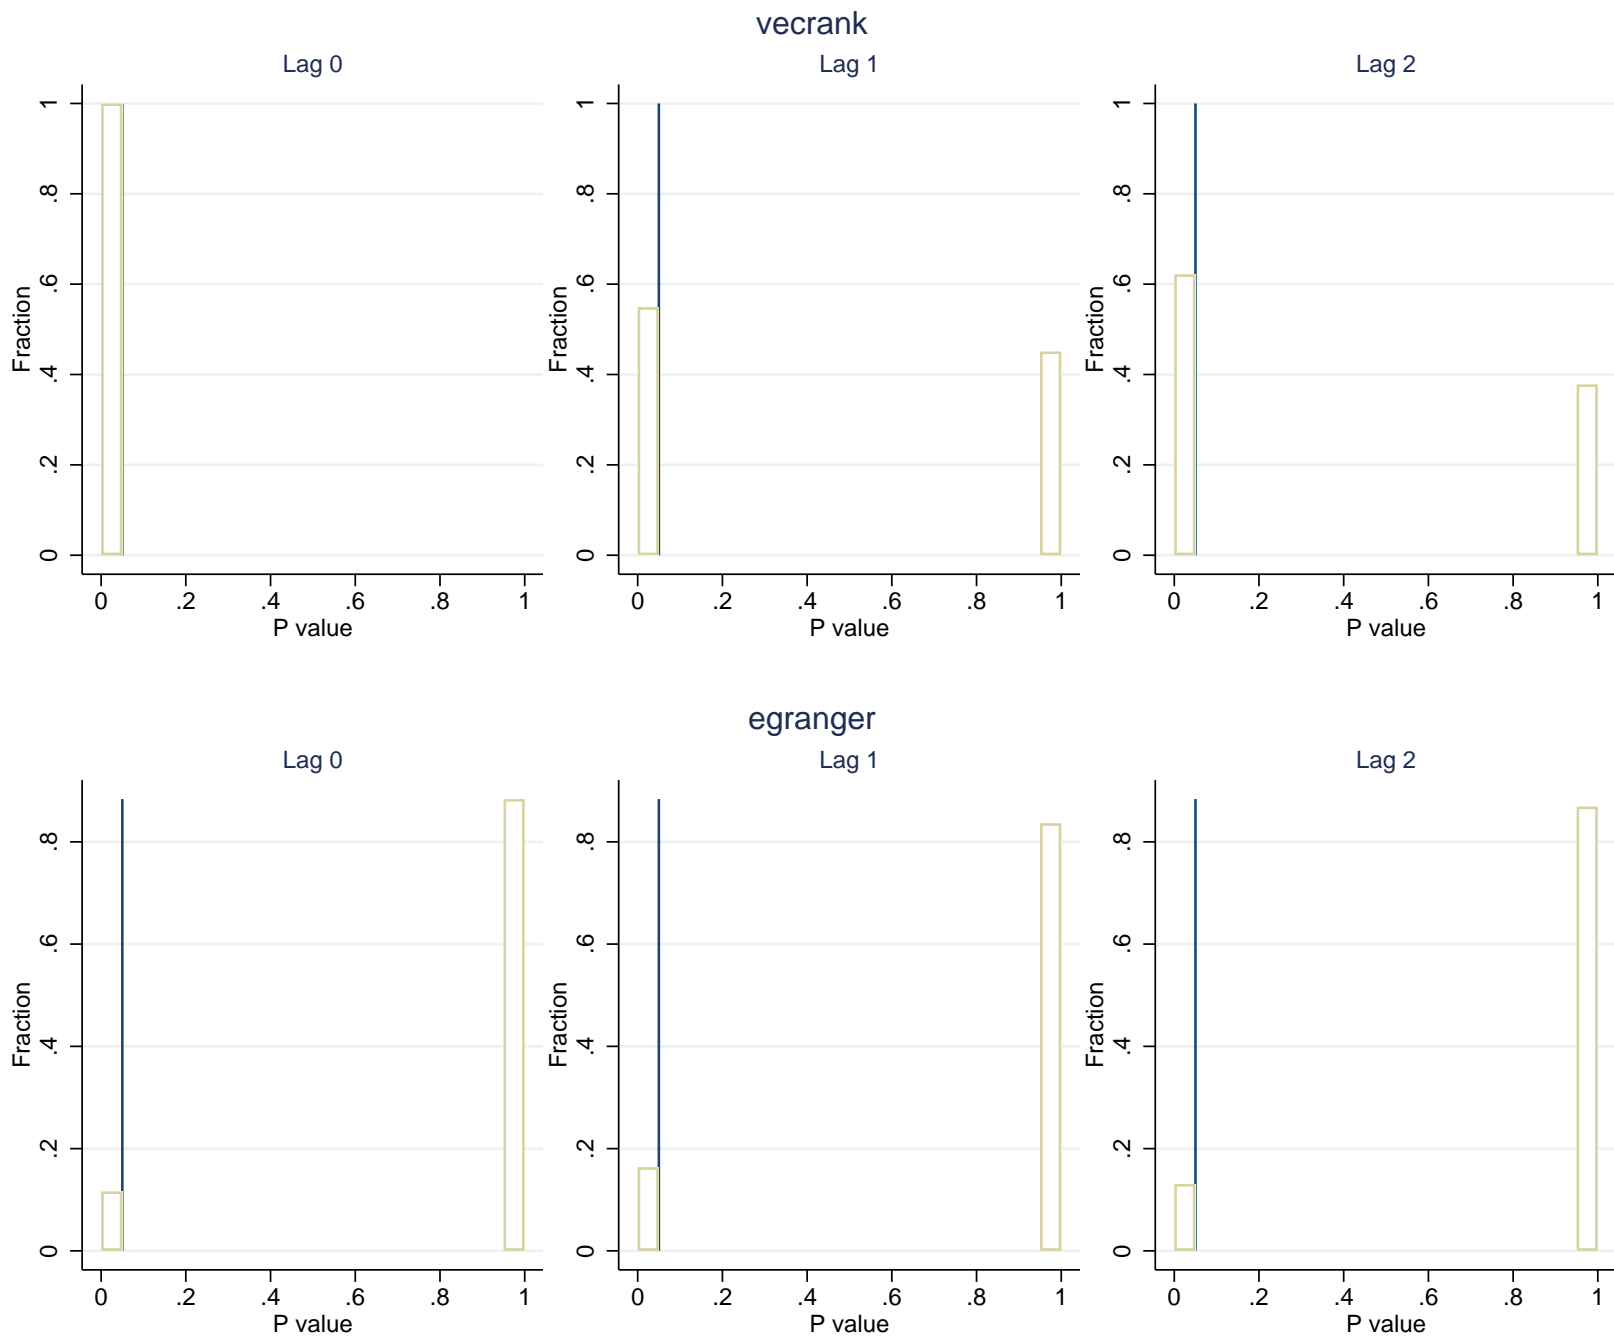 vecrank
Lag 0
Lag 1
Lag 2
Fraction
0 .2 .4 .6 .8 1
0 .2 .4 .6 .8 1
P value
Fraction
0 .2 .4 .6 .8 1
0 .2 .4 .6 .8 1
P value
Fraction
0 .2 .4 .6 .8 1
0 .2 .4 .6 .8 1
P value
egranger
Lag 0
Lag 1
Lag 2
Fraction
0 .2 .4 .6 .8
0 .2 .4 .6 .8 1
P value
Fraction
0 .2 .4 .6 .8
0 .2 .4 .6 .8 1
P value
Fraction
0 .2 .4 .6 .8
0 .2 .4 .6 .8 1
P value